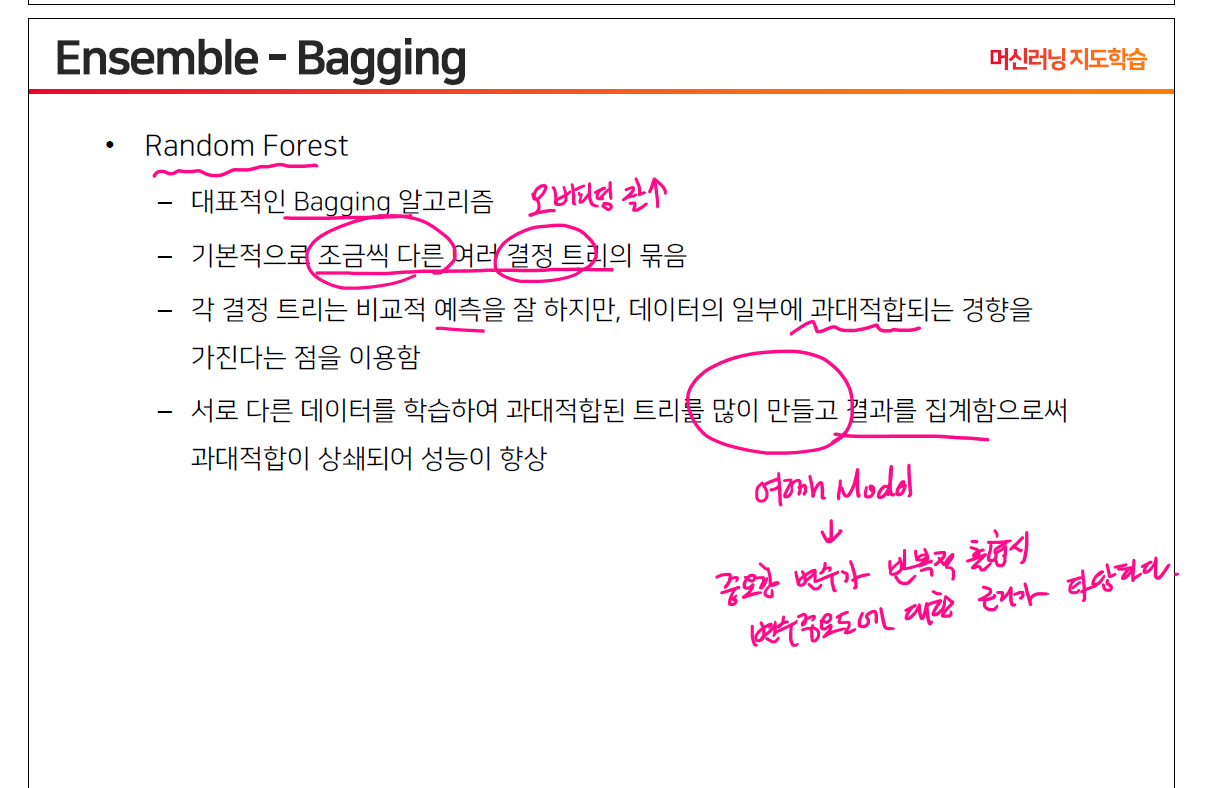 Ensemble - Bagging
머신러닝 지도학습
• Random Forest
– 대표적인 Bagging 알고리즘 오버피팅 잘↑
– 기본적으로 조금씩 다른 여러 결정 트리의 묶음
– 각 결정 트리는 비교적 예측을 잘 하지만, 데이터의 일부에 과대적합되는 경향을
가진다는 점을 이용함
– 서로 다른 데이터를 학습하여 과대적합된 트리를 많이 만들고 결과를 집계함으로써
과대적합이 상쇄되어 성능이 향상
여러개 Model
↓
중요한 변수가 반복적 출현시
변수중요도에 대한 근거가 타당하다.